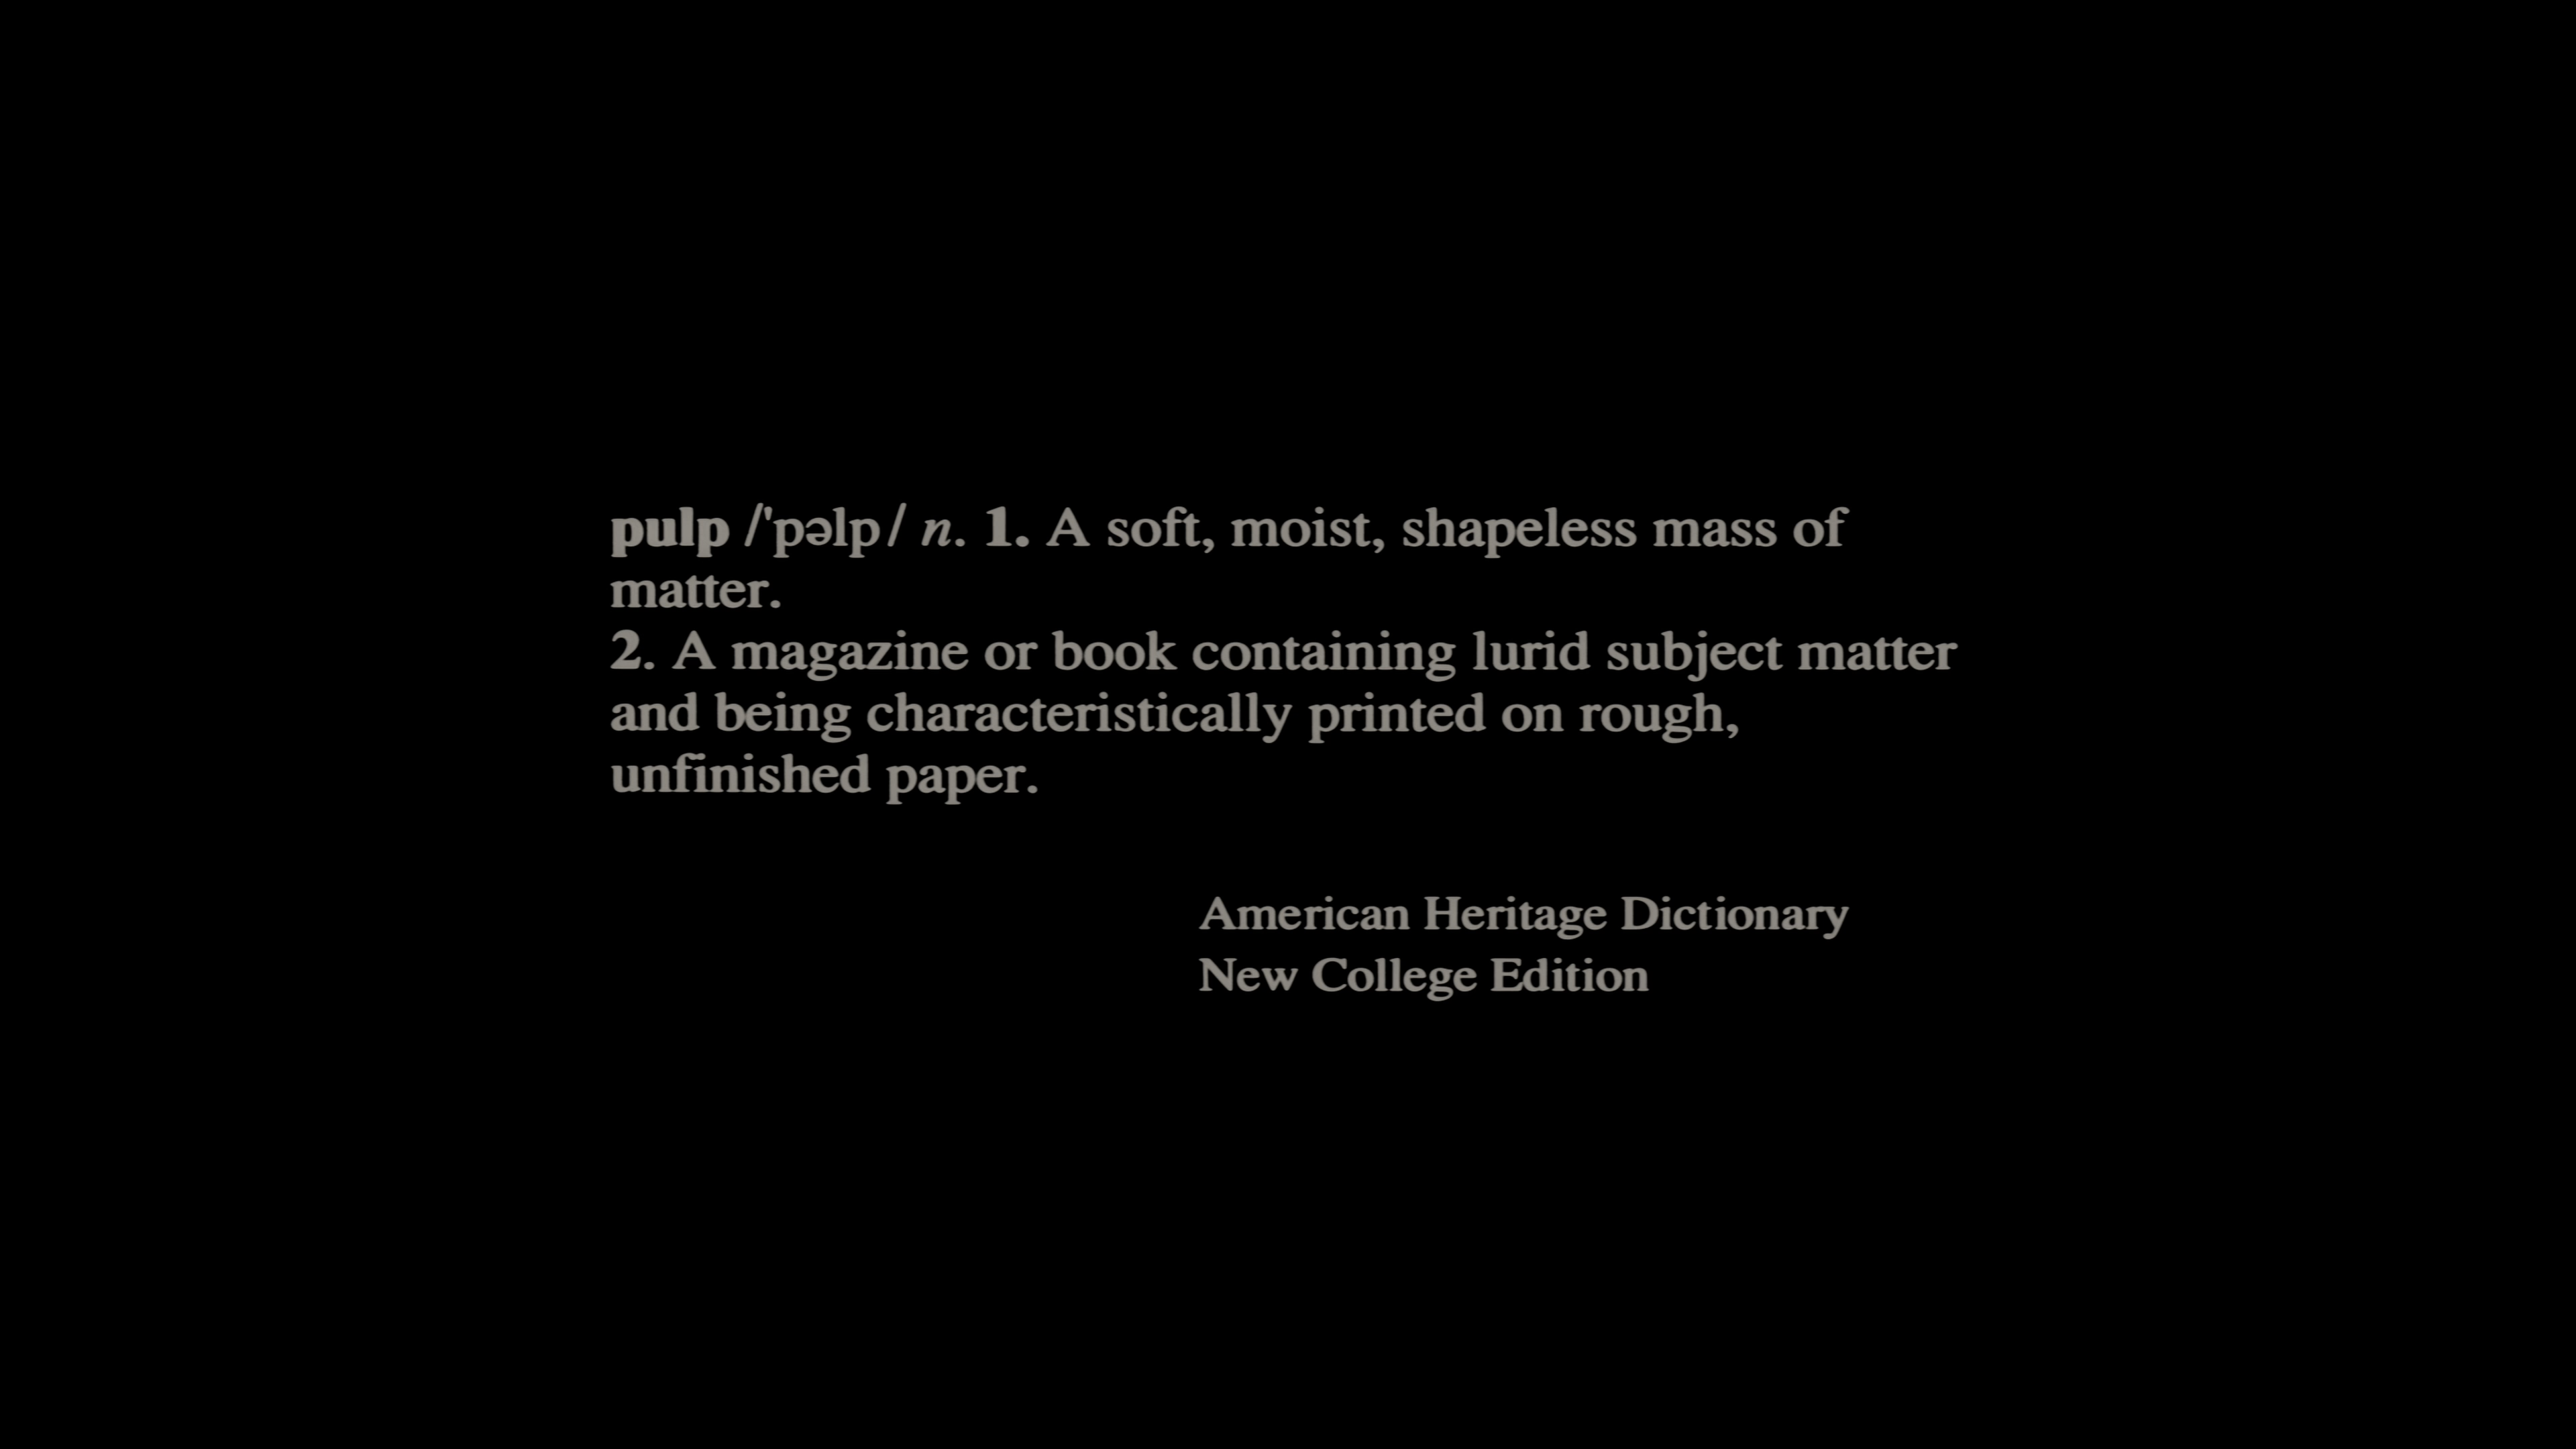 pulp /'pəlp/ n. 1. A soft, moist, shapeless mass of
matter.
2. A magazine or book containing lurid subject matter
and being characteristically printed on rough,
unfinished paper.
American Heritage Dictionary
New College Edition